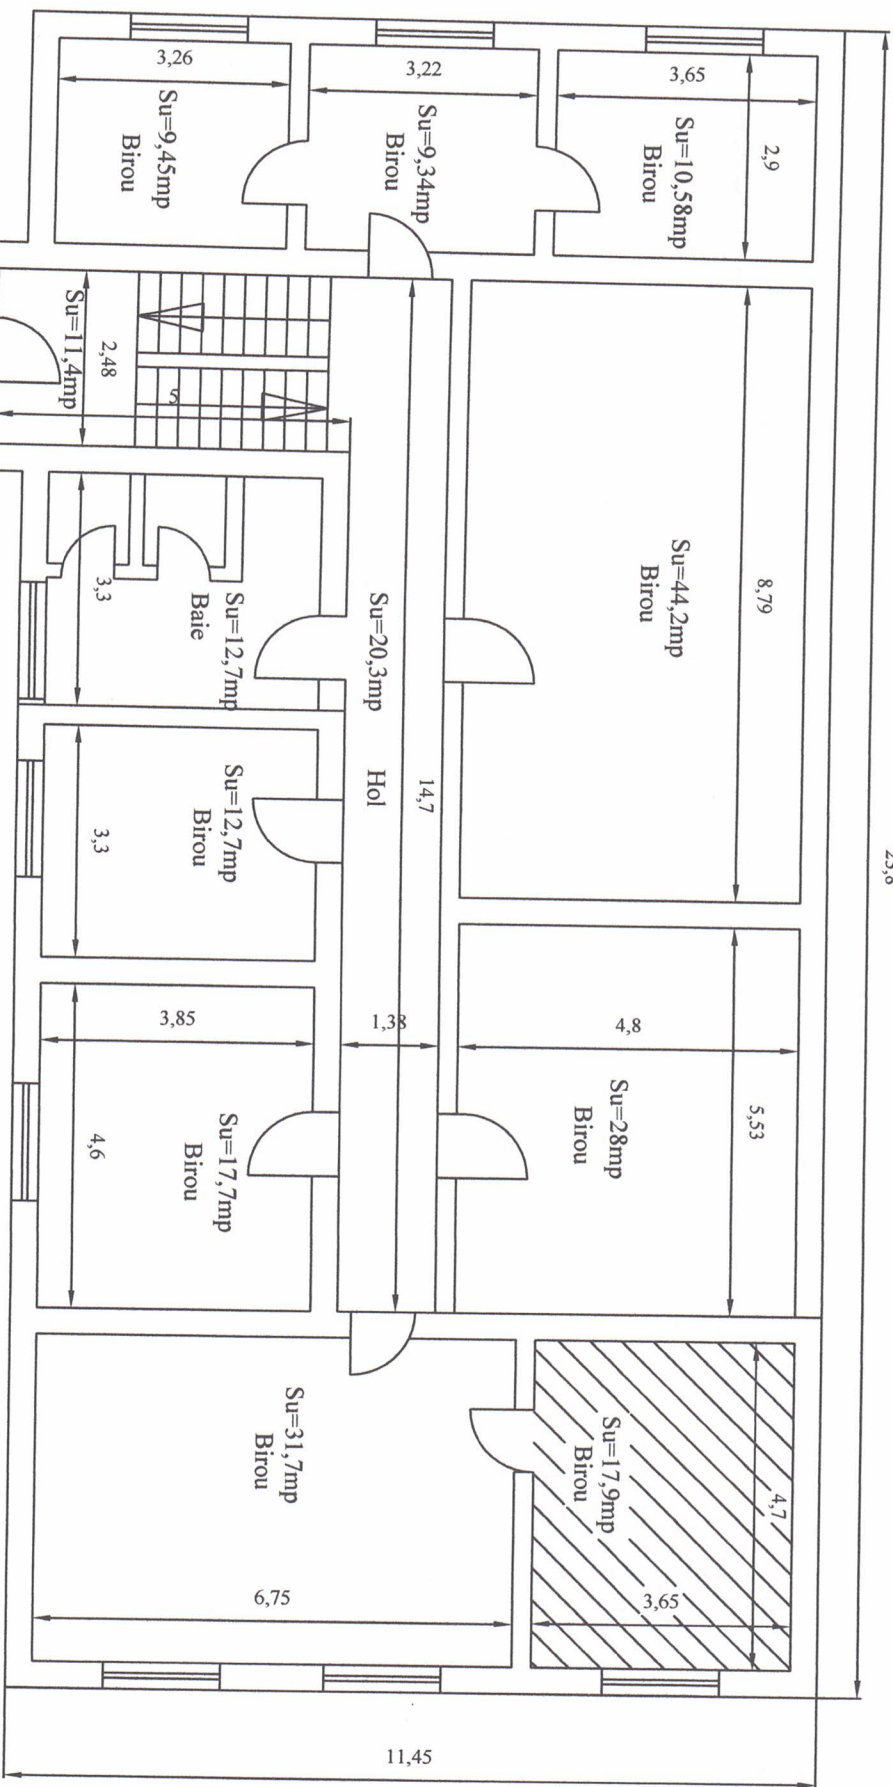 3,26
Su=9,45mp
Birou
3,22
Su=9,34mp
Birou
3,65
2,9
Su=10,58mp
Birou
2,48
Su=11,4mp
5
8,79
Su=44,2mp
Birou
3,3
Su=12,7mp
Baie
Su=20,3mp
Hol
14,7
3,3
Su=12,7mp
Birou
3,85
4,6
Su=17,7mp
Birou
1,38
4,8
5,53
Su=28mp
Birou
Su=31,7mp
Birou
6,75
4,7
Su=17,9mp
Birou
3,65
11,45